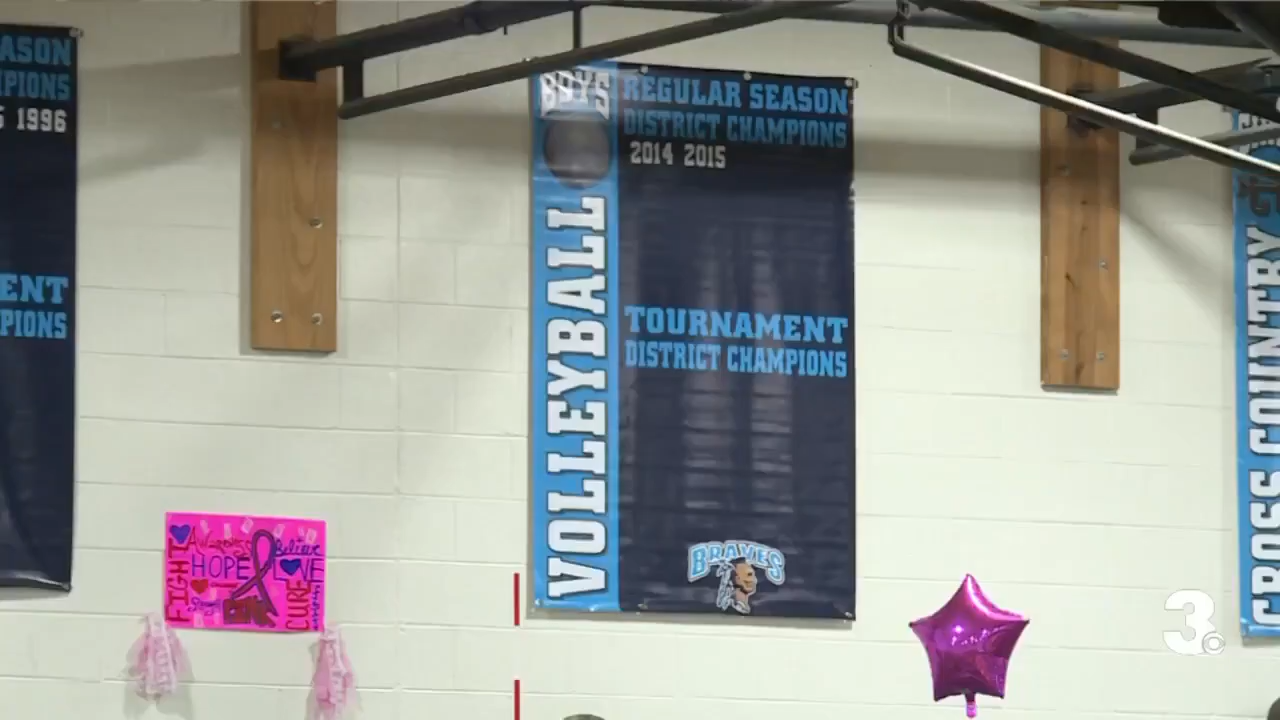 ASON
PIONS
1996
ENT
PIONS
BOYS
VOLLEYBALL
REGULAR SEASON
DISTRICT CHAMPIONS
2014 2015
TOURNAMENT
DISTRICT CHAMPIONS
BRAVES
CROSS COUNTRY
FIGHT
Believe
HOPE
LOVE
CURE
3